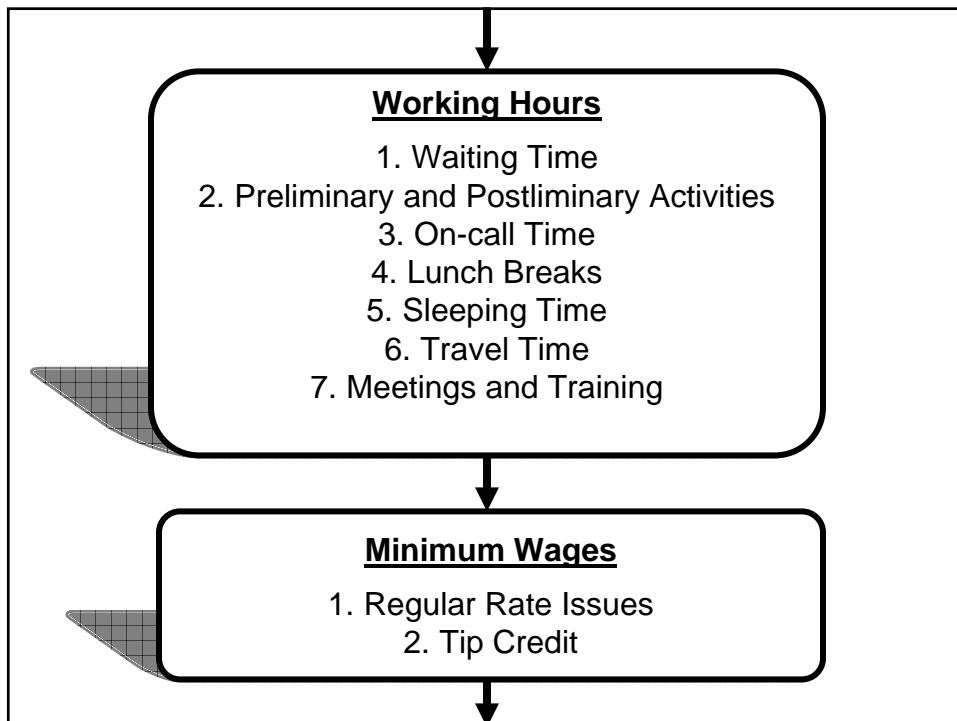 Working Hours
1. Waiting Time
2. Preliminary and Postliminary Activities
3. On-call Time
4. Lunch Breaks
5. Sleeping Time
6. Travel Time
7. Meetings and Training
Minimum Wages
1. Regular Rate Issues
2. Tip Credit